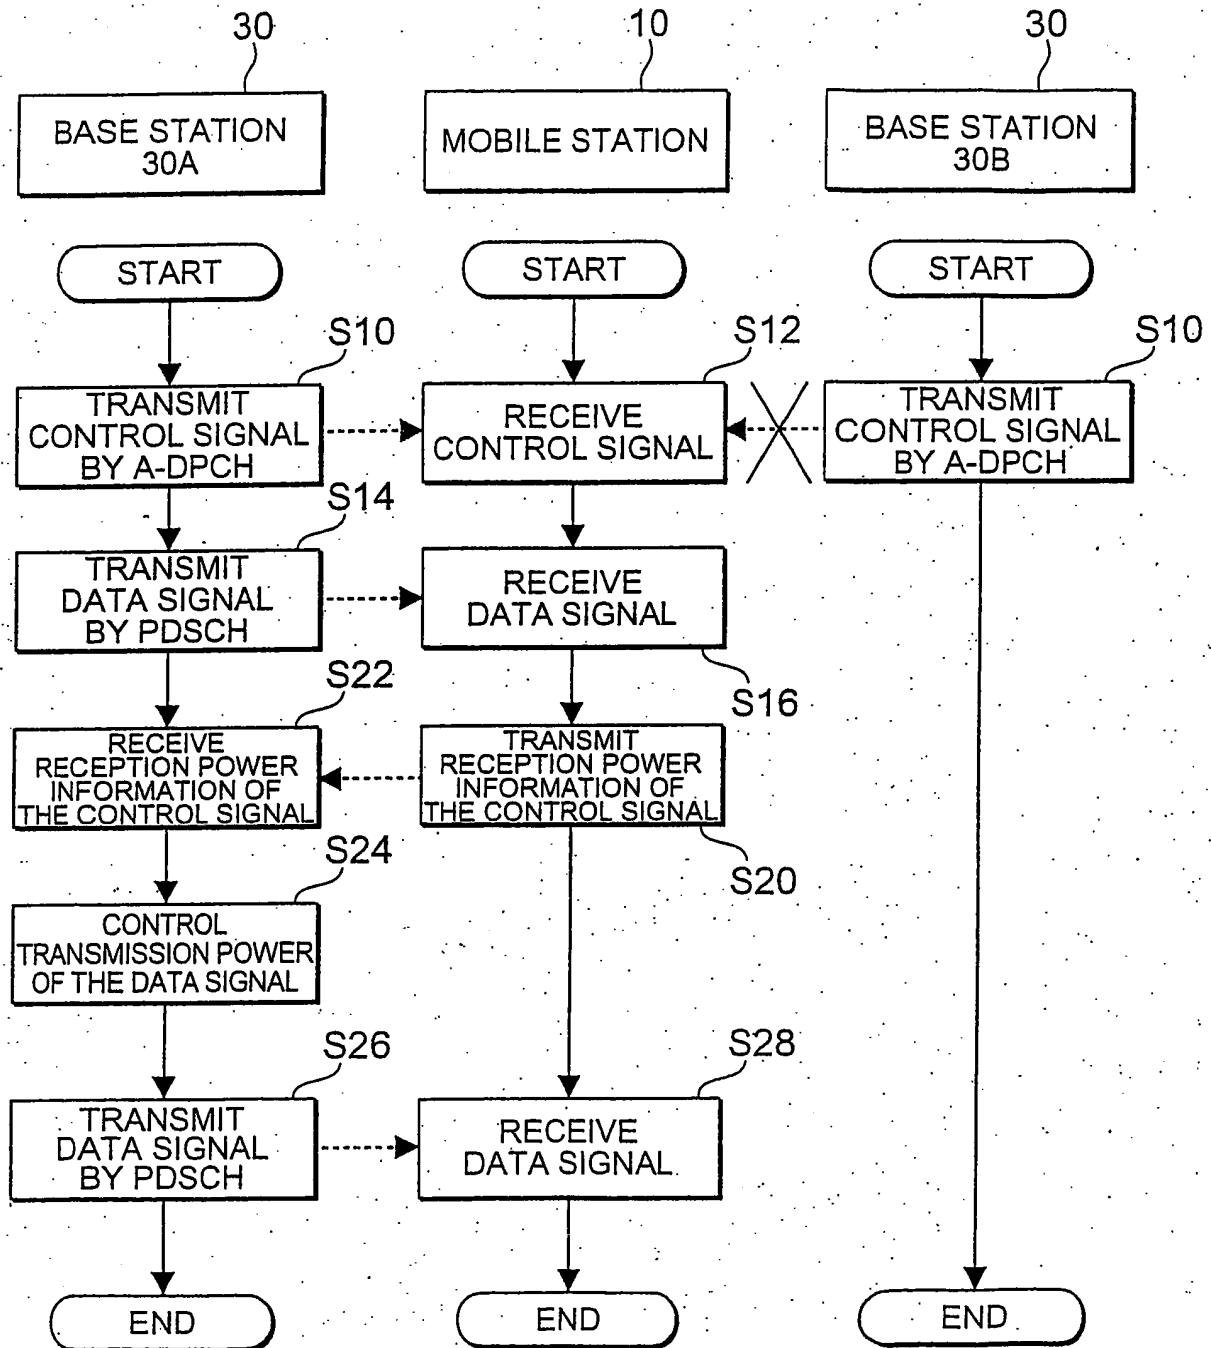 30
10
30
BASE STATION
30A
MOBILE STATION
BASE STATION
30B
START
START
START
S10
S12
S10
TRANSMIT
CONTROL SIGNAL
BY A-DPCH
RECEIVE
CONTROL SIGNAL
TRANSMIT
CONTROL SIGNAL
BY A-DPCH
S14
TRANSMIT
DATA SIGNAL
BY PDSCH
RECEIVE
DATA SIGNAL
S22
S16
RECEIVE
RECEPTION POWER
INFORMATION OF
THE CONTROL SIGNAL
TRANSMIT
RECEPTION POWER
INFORMATION OF
THE CONTROL SIGNAL
S24
S20
CONTROL
TRANSMISSION POWER
OF THE DATA SIGNAL
S26
S28
TRANSMIT
DATA SIGNAL
BY PDSCH
RECEIVE
DATA SIGNAL
END
END
END